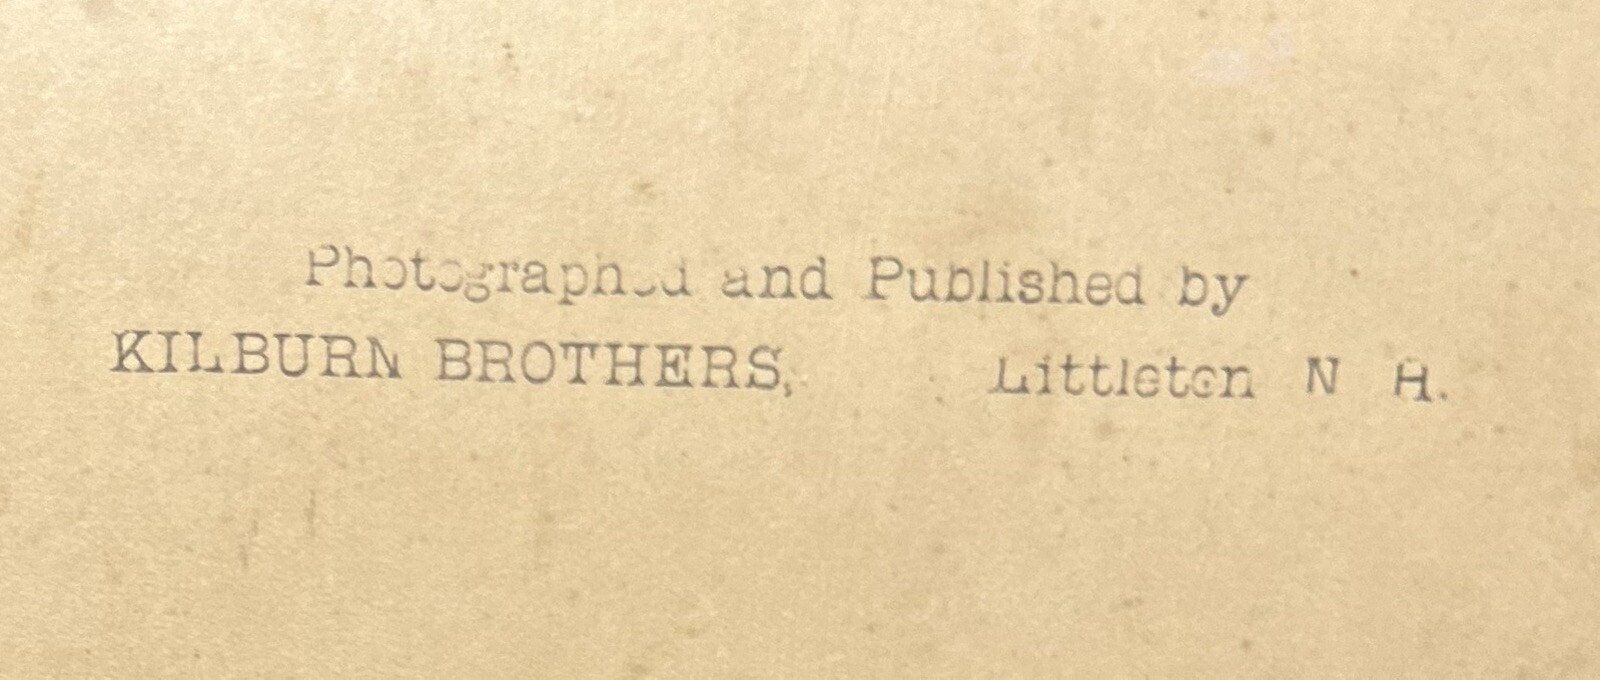 Photographed and Published by
KILBURN BROTHERS, Littleton N H.